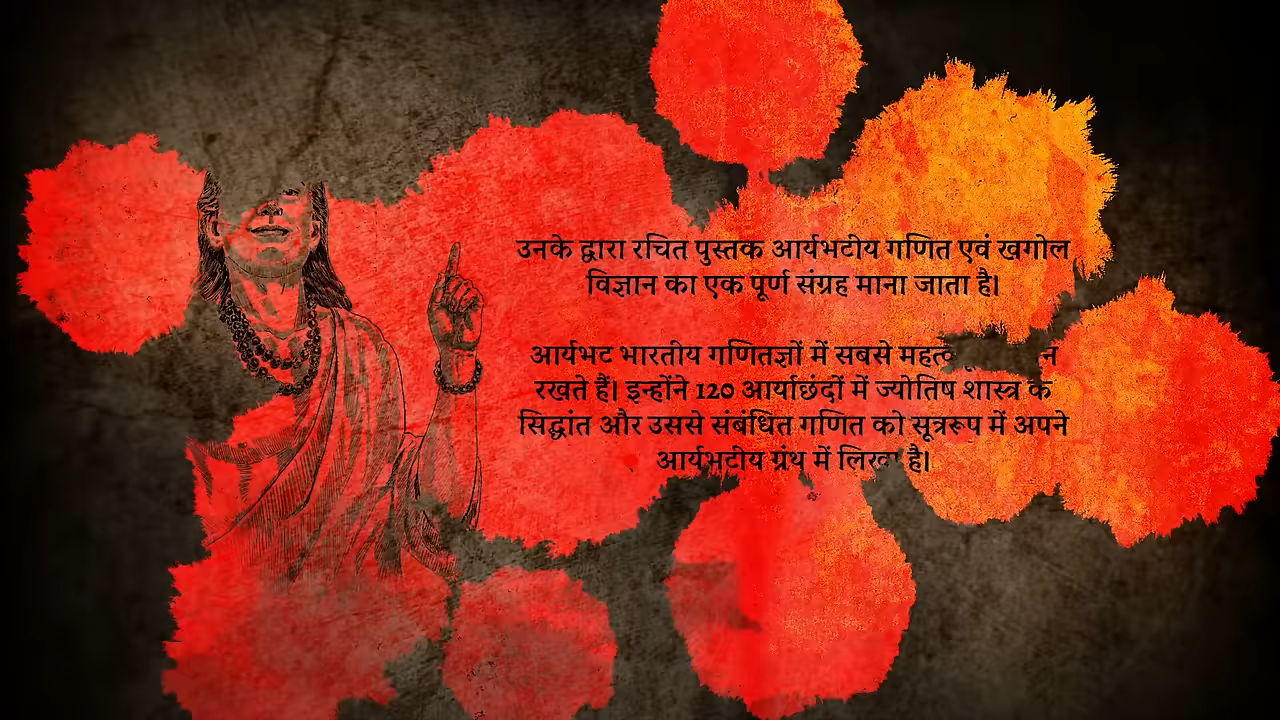 उनके द्वारा रचित पुस्तक आर्यभटीय गणित एवं खगोल
विज्ञान का एक पूर्ण संग्रह माना जाता है।
आर्यभट भारतीय गणितज्ञों में सबसे
रखते हैं। इन्होंने 120 आर्याछंदों में ज्योतिष शास्त्र के
सिद्धांत और उससे संबंधित गणित को सूत्ररूप में अपने
आर्यभटीय ग्रंथ में लिखा है।